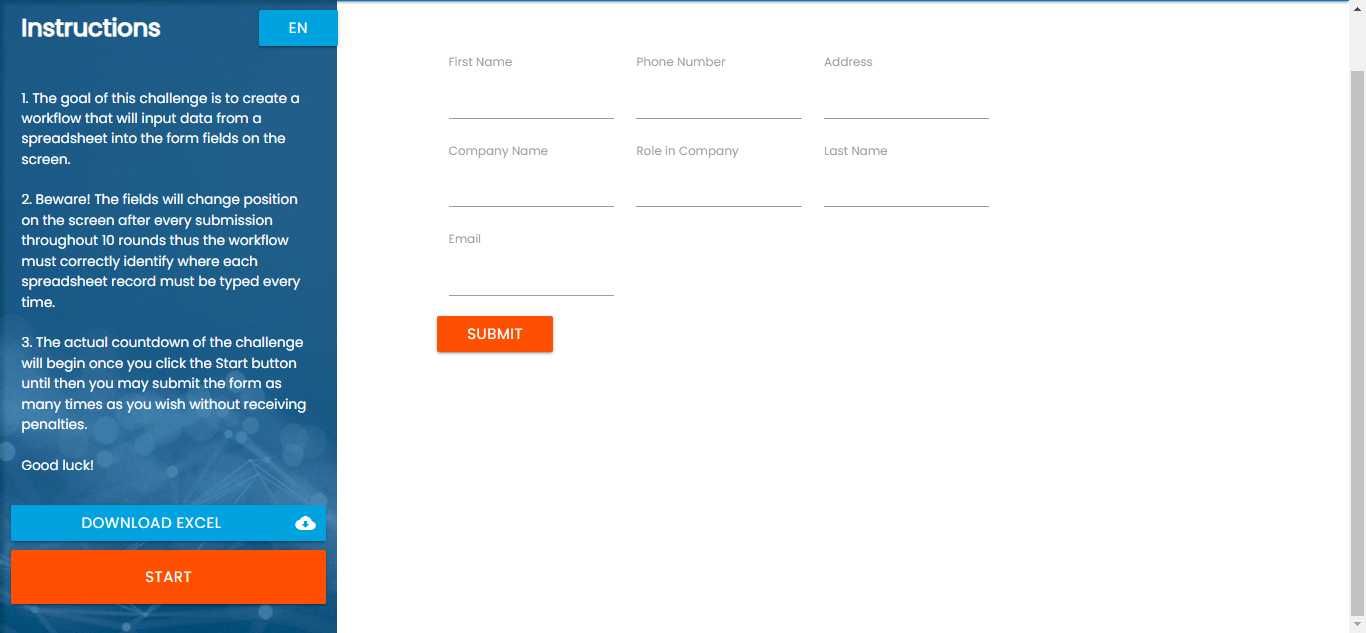 Instructions
EN
1. The goal of this challenge is to create a
workflow that will input data from a
spreadsheet into the form fields on the
screen.
2. Beware! The fields will change position
on the screen after every submission
throughout 10 rounds thus the workflow
must correctly identify where each
spreadsheet record must be typed every
time.
3. The actual countdown of the challenge
will begin once you click the Start button
until then you may submit the form as
many times as you wish without receiving
penalties.
Good luck!
DOWNLOAD EXCEL
START
First Name
Phone Number
Address
Company Name
Role in Company
Last Name
Email
SUBMIT